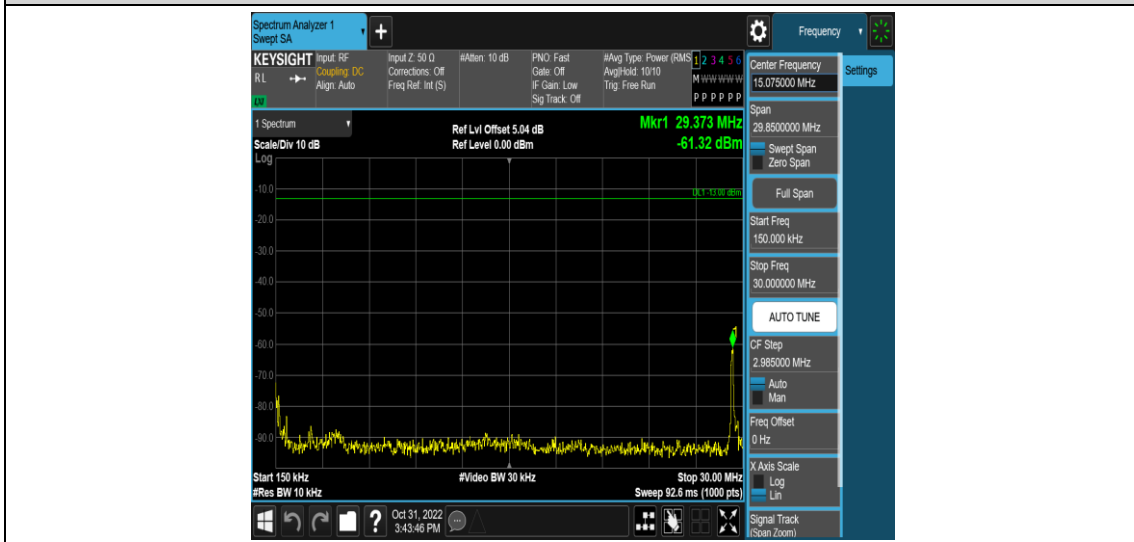 Spectrum Analyzer 1
Swept SA
+
Frequency
KEYSIGHT
RL
Input: RF
Coupling: DC
Align: Auto
Input Z: 50 Ω
Corrections: Off
Freq Ref: Int (S)
#Atten: 10 dB
PNO: Fast
Gate: Off
IF Gain: Low
Sig Track: Off
#Avg Type: Power (RMS
Avg|Hold: 10/10
Trig: Free Run
1 2 3 4 5 6
M W W W W W
P P P P P P
1 Spectrum
Scale/Div 10 dB
Log
Ref Lvl Offset 5.04 dB
Ref Level 0.00 dBm
Mkr1 29.373 MHz
-61.32 dBm
DL1 -13.00 dBm
-10.0
-20.0
-30.0
-40.0
-50.0
-60.0
-70.0
-80.0
-90.0
Start 150 kHz
#Res BW 10 kHz
#Video BW 30 kHz
Stop 30.00 MHz
Sweep 92.6 ms (1000 pts)
Oct 31, 2022
3:43:46 PM
Center Frequency
15.075000 MHz
Settings
Span
29.8500000 MHz
Swept Span
Zero Span
Full Span
Start Freq
150.000 kHz
Stop Freq
30.000000 MHz
AUTO TUNE
CF Step
2.985000 MHz
Auto
Man
Freq Offset
0 Hz
X Axis Scale
Log
Lin
Signal Track
(Span Zoom)